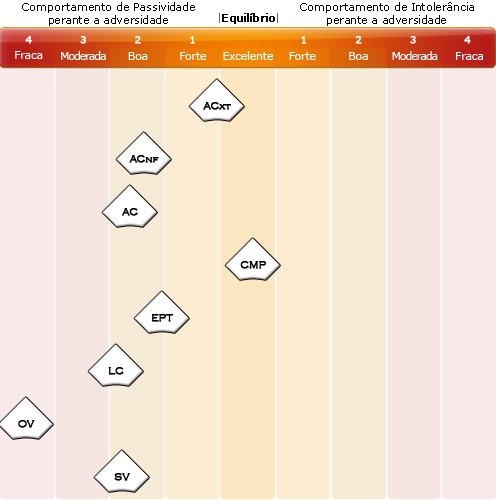 Comportamento de Passividade
perante a adversidade
|Equilíbrio|
Comportamento de Intolerância
perante a adversidade
4 3 2 1 1 2 3 4
Fraca Moderada Boa Forte Excelente Forte Boa Moderada Fraca
ACXT
ACNF
AC
CMP
EPT
LC
OV
SV